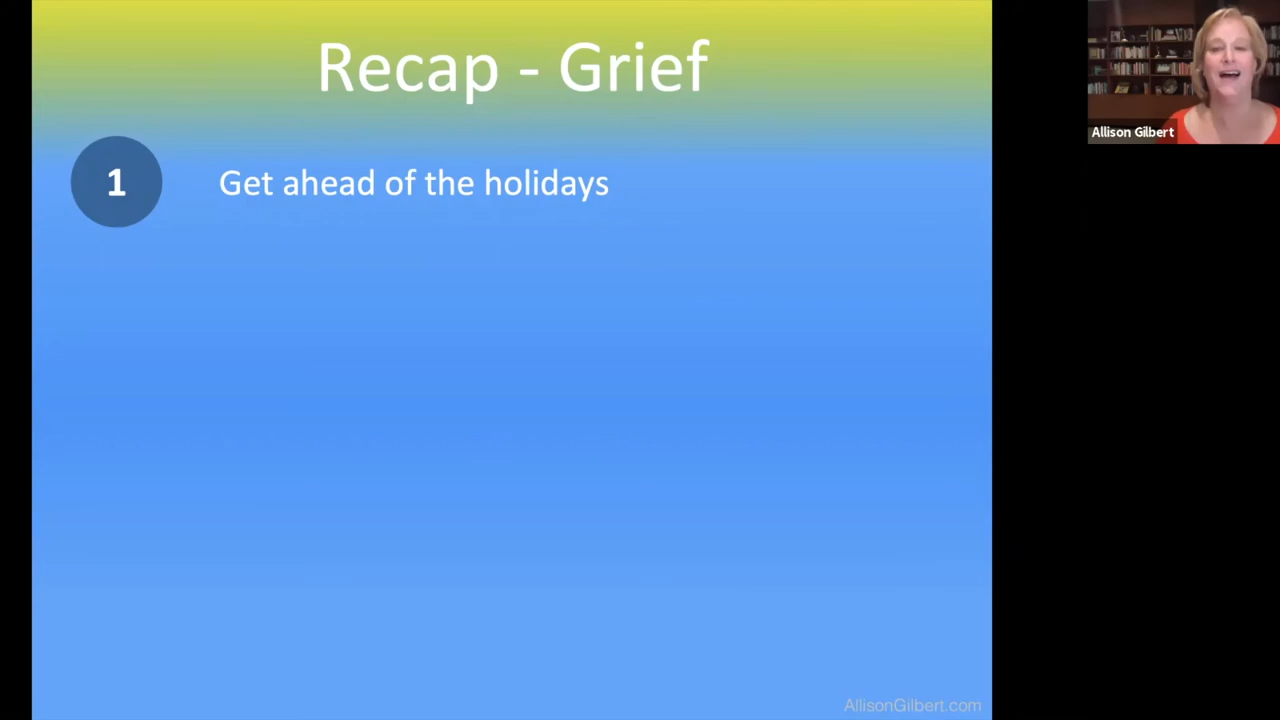 Recap - Grief
1 Get ahead of the holidays
Allison Gilbert
AllisonGilbert.com